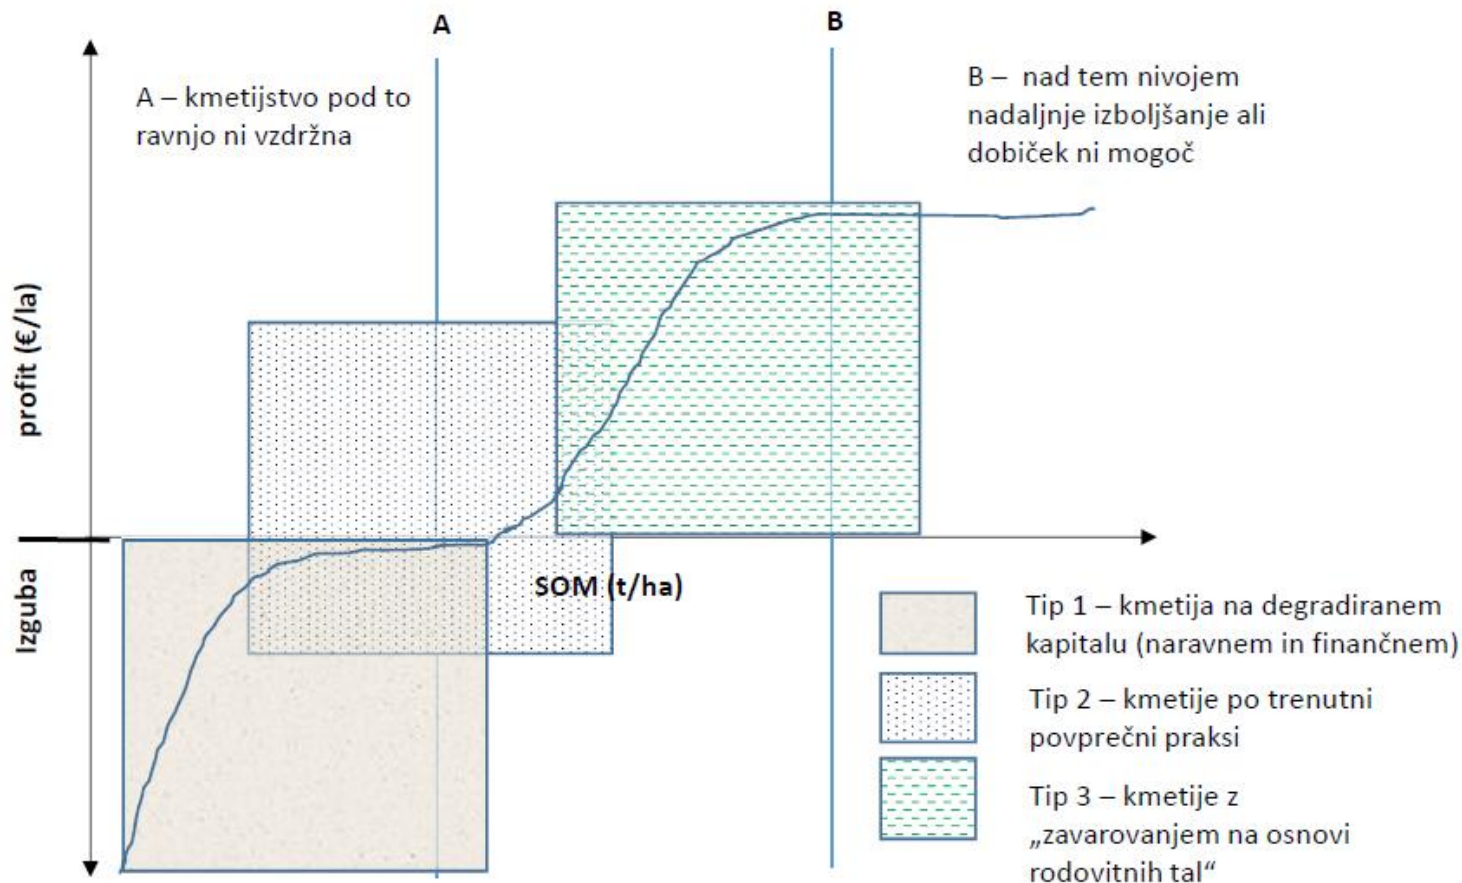 A
B
A – kmetijstvo pod to
ravnjo ni vzdržna
B – nad tem nivojem
nadaljnje izboljšanje ali
dobiček ni mogoč
profit (€/la)
Izguba
SOM (t/ha)
Tip 1 – kmetija na degradiranem
kapitalu (naravnem in finančnem)
Tip 2 – kmetije po trenutni
povprečni praksi
Tip 3 – kmetije z
„zavarovanjem na osnovi
rodovitnih tal“